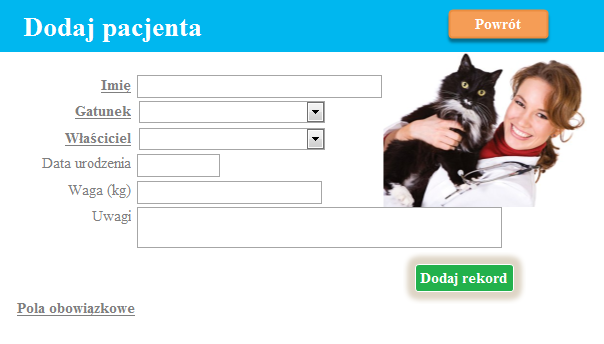 Dodaj pacjenta
Powrót
Imię
Gatunek
Właściciel
Data urodzenia
Waga (kg)
Uwagi
Dodaj rekord
Pola obowiązkowe